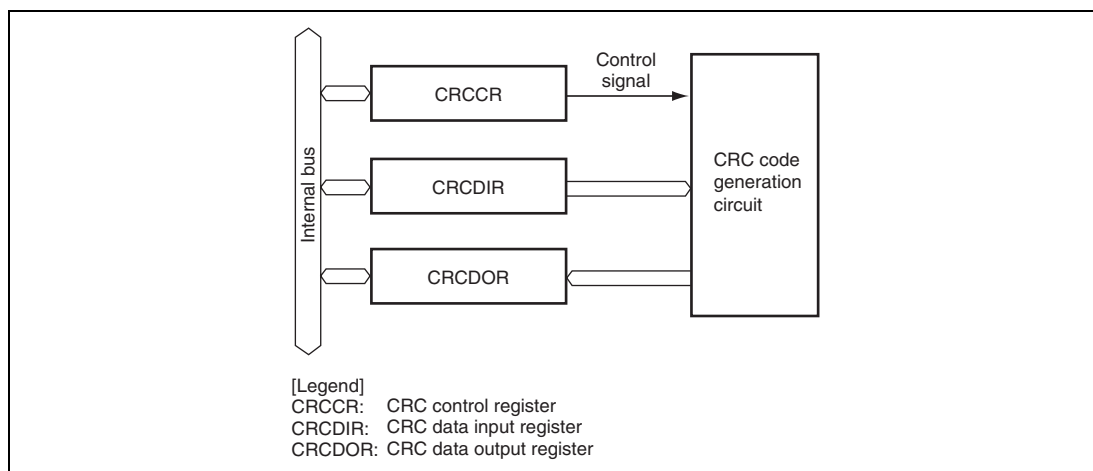 Control
signal
CRCCR
CRC code
generation
circuit
CRCDIR
Internal bus
CRCDOR
[Legend]
CRCCR: CRC control register
CRCDIR: CRC data input register
CRCDOR: CRC data output register